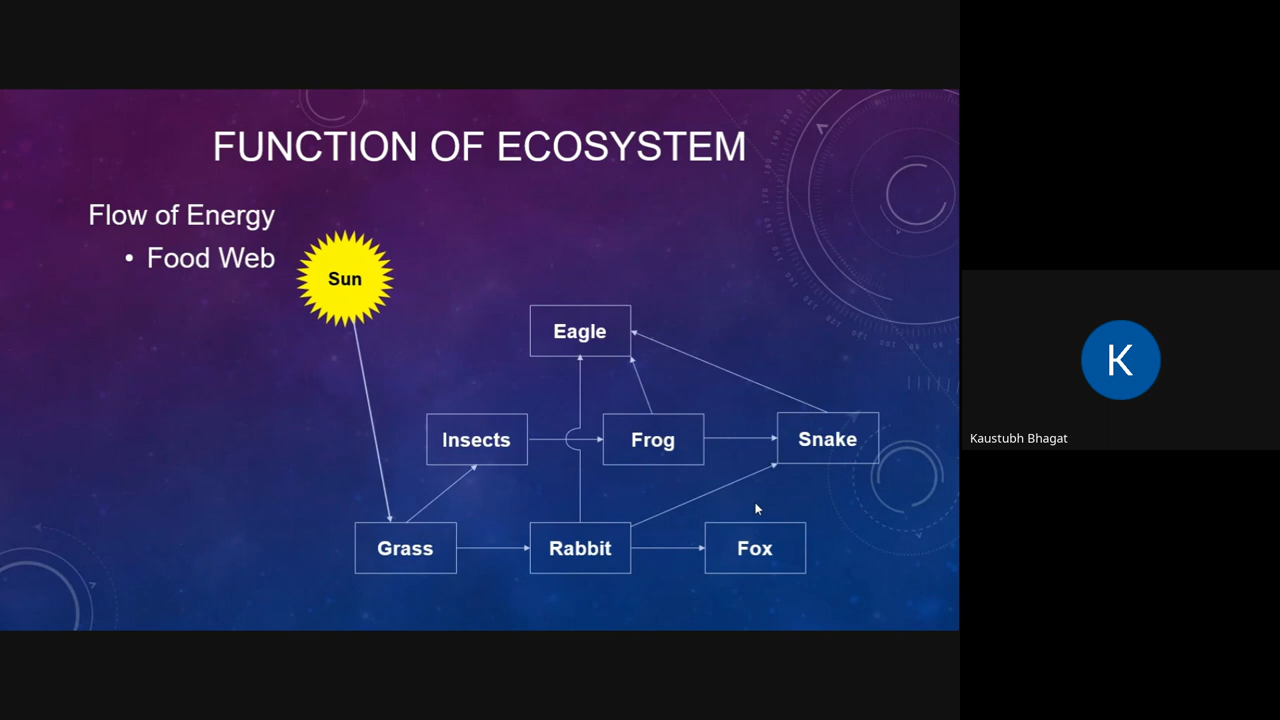 FUNCTION OF ECOSYSTEM
Flow of Energy
• Food Web
Sun
Eagle
Insects
Frog
Snake
Grass
Rabbit
Fox
K
Kaustubh Bhagat